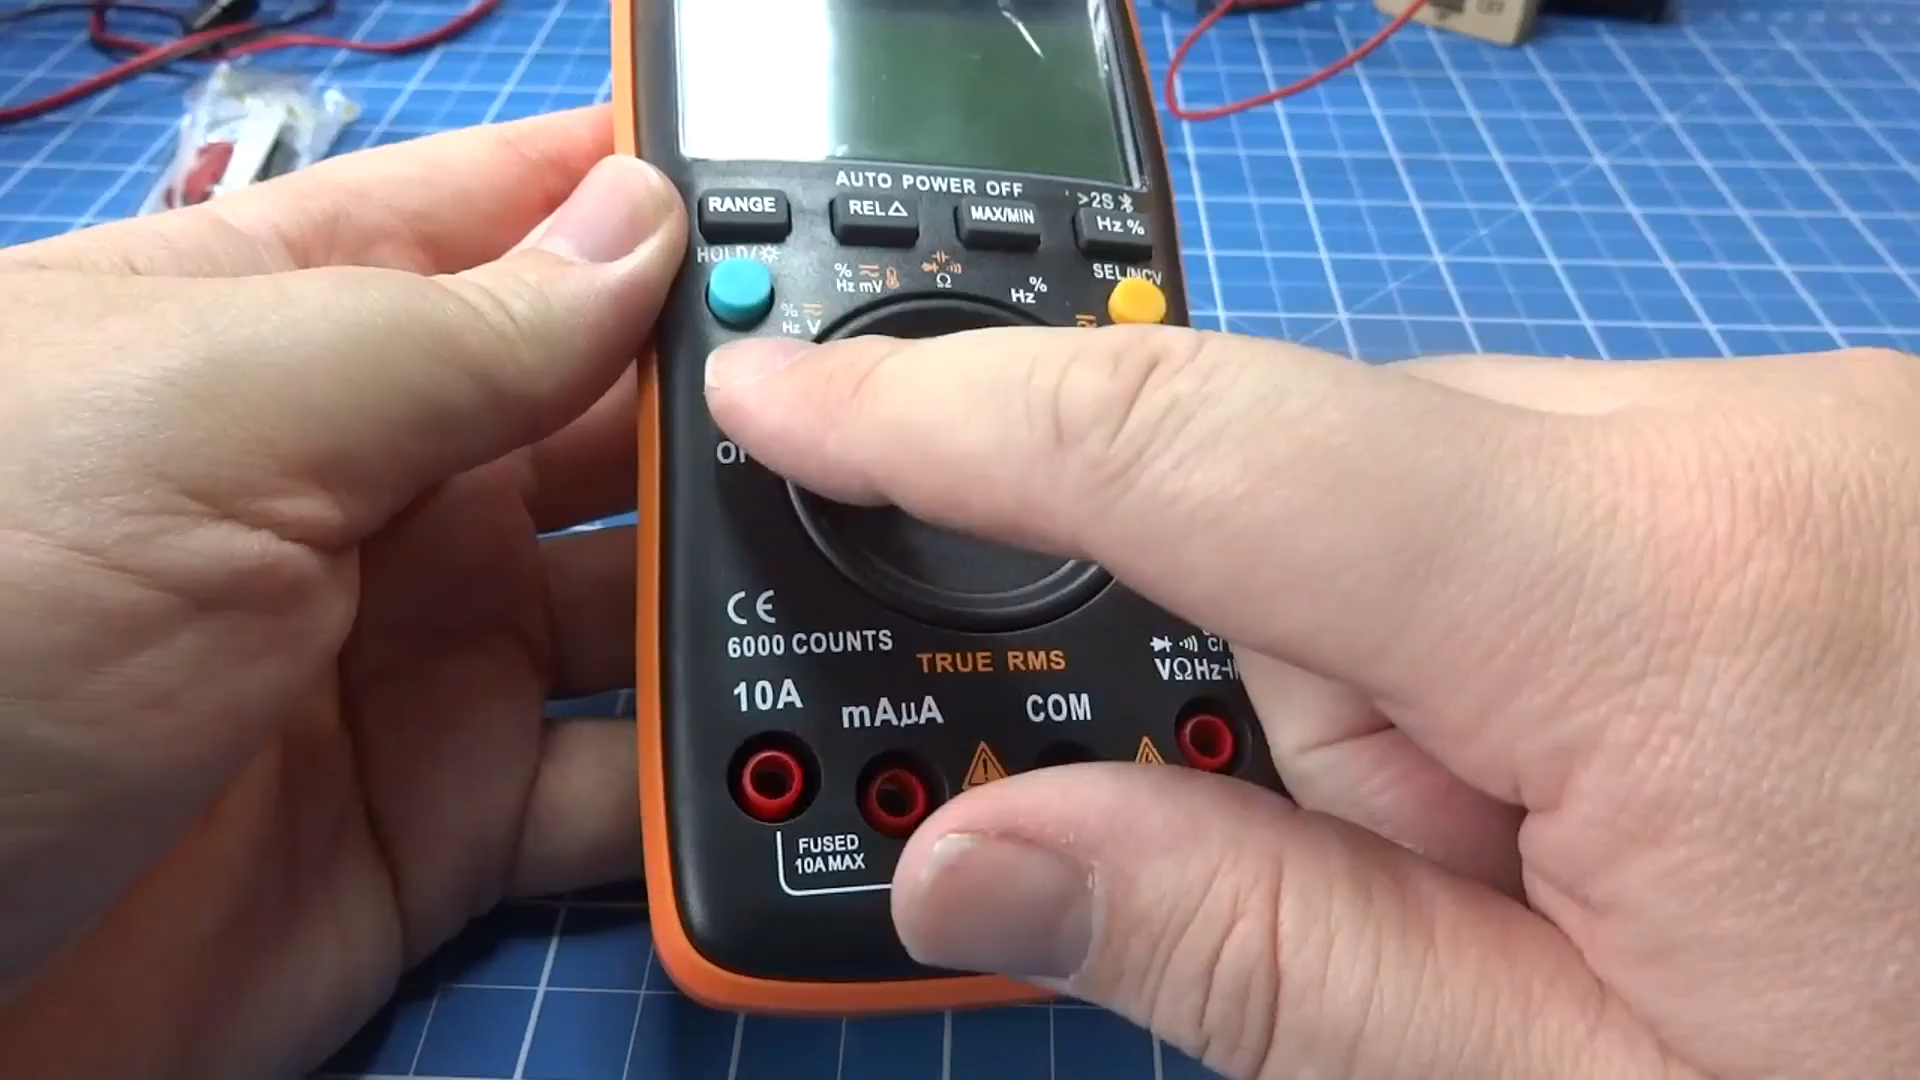 AUTO POWER OFF
RANGE
REL△
MAX/MIN
>2S
Hz %
HOLD/
SEL/NCV
%
Hz mV
Ω
Hz %
%
Hz V
CE
6000 COUNTS
TRUE RMS
VΩHz
10A
mAµA
COM
FUSED
10A MAX